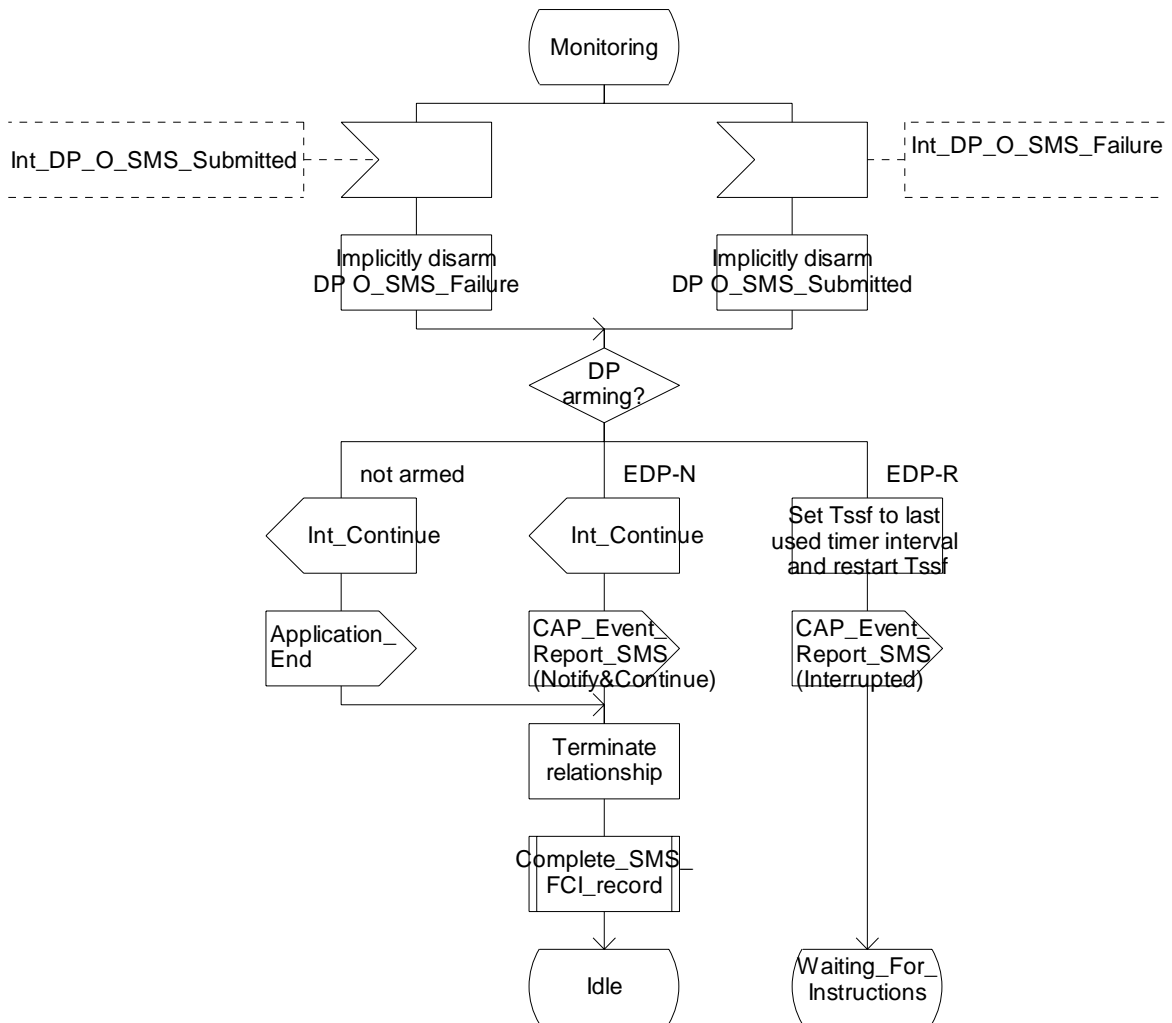 Monitoring
Int_DP_O_SMS_Submitted
Int_DP_O_SMS_Failure
Implicitly disarm
DP O_SMS_Failure
Implicitly disarm
DP O_SMS_Submitted
DP
arming?
not armed
EDP-N
EDP-R
Int_Continue
Int_Continue
Set Tssf to last
used timer interval
and restart Tssf
Application_
End
CAP_Event_
Report_SMS
(Notify&Continue)
CAP_Event_
Report_SMS
(Interrupted)
Terminate
relationship
Complete_SMS_
FCI_record
Idle
Waiting_For_
Instructions